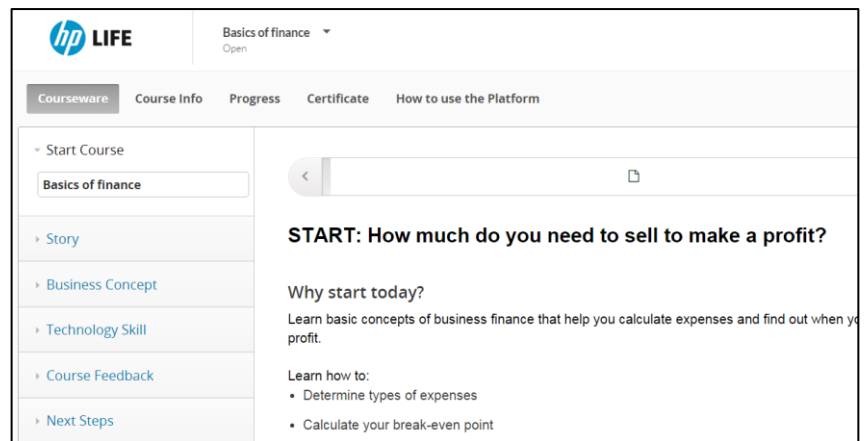 hp LIFE
Basics of finance
Open
Courseware Course Info Progress Certificate How to use the Platform
Start Course
Basics of finance
Story
Business Concept
Technology Skill
Course Feedback
Next Steps
START: How much do you need to sell to make a profit?
Why start today?
Learn basic concepts of business finance that help you calculate expenses and find out when
profit.
Learn how to:
• Determine types of expenses
• Calculate your break-even point